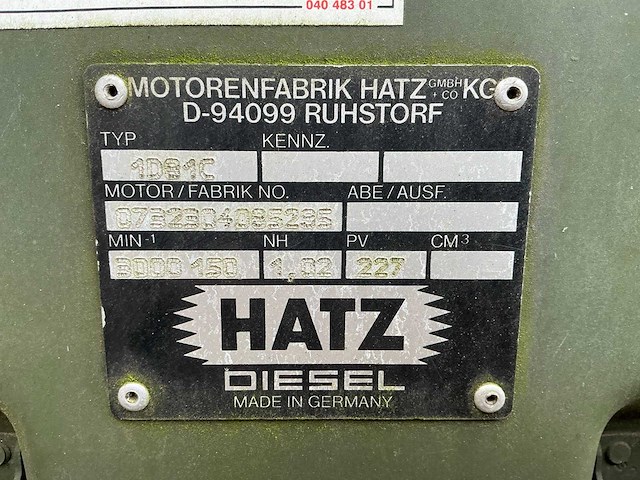 040 483 01
MOTORENFABRIK HATZ GMBH + CO KG
D-94099 RUHSTORF
TYP KENNZ.
1D81C
MOTOR/FABRIK NO. ABE/AUSF.
0732304085295
MIN-1 NH PV CM3
3000 150 1,02 227
HATZ
DIESEL
MADE IN GERMANY